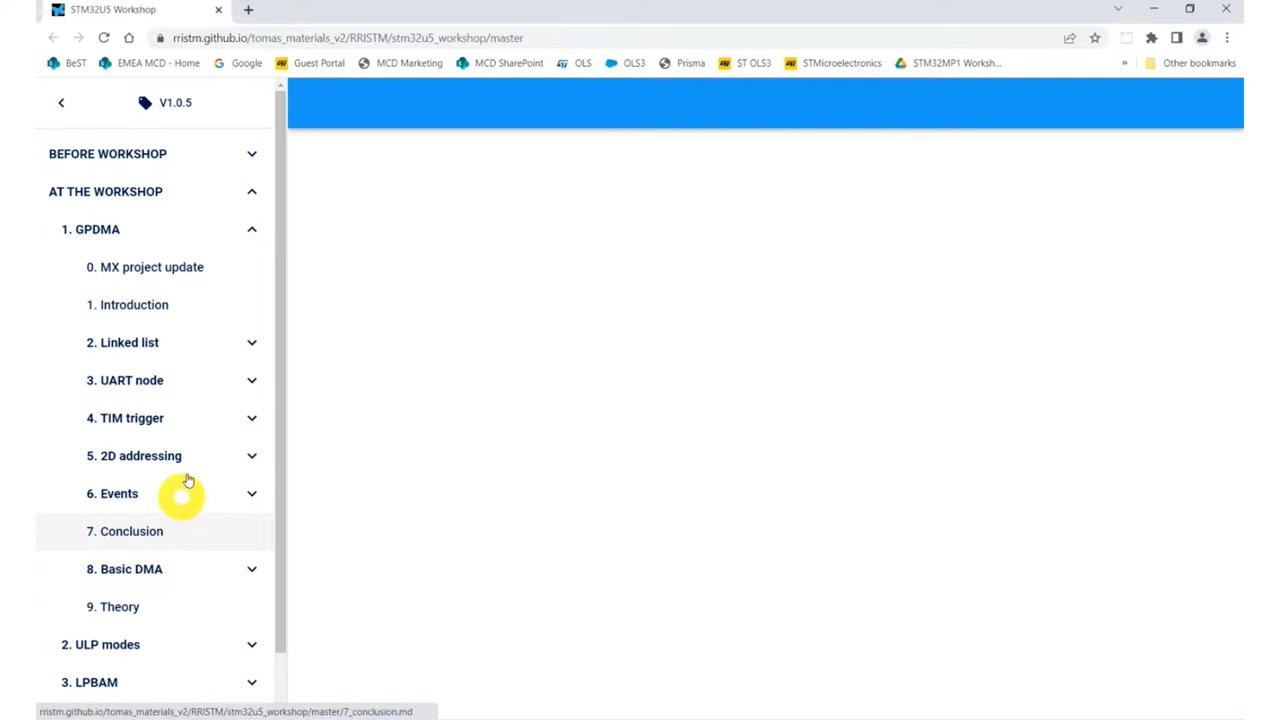 STM32U5 Workshop
rristm.github.io/tomas_materials_v2/RRISTM/stm32u5_workshop/master
BeST EMEA MCD - Home Google Guest Portal MCD Marketing MCD SharePoint OLS OLS3 Prisma ST OLS3 STMicroelectronics STM32MP1 Worksh... » Other bookmarks
V1.0.5
BEFORE WORKSHOP
AT THE WORKSHOP
1. GPDMA
0. MX project update
1. Introduction
2. Linked list
3. UART node
4. TIM trigger
5. 2D addressing
6. Events
7. Conclusion
8. Basic DMA
9. Theory
2. ULP modes
3. LPBAM
rristm.github.io/tomas_materials_v2/RRISTM/stm32u5_workshop/master/7_conclusion.md